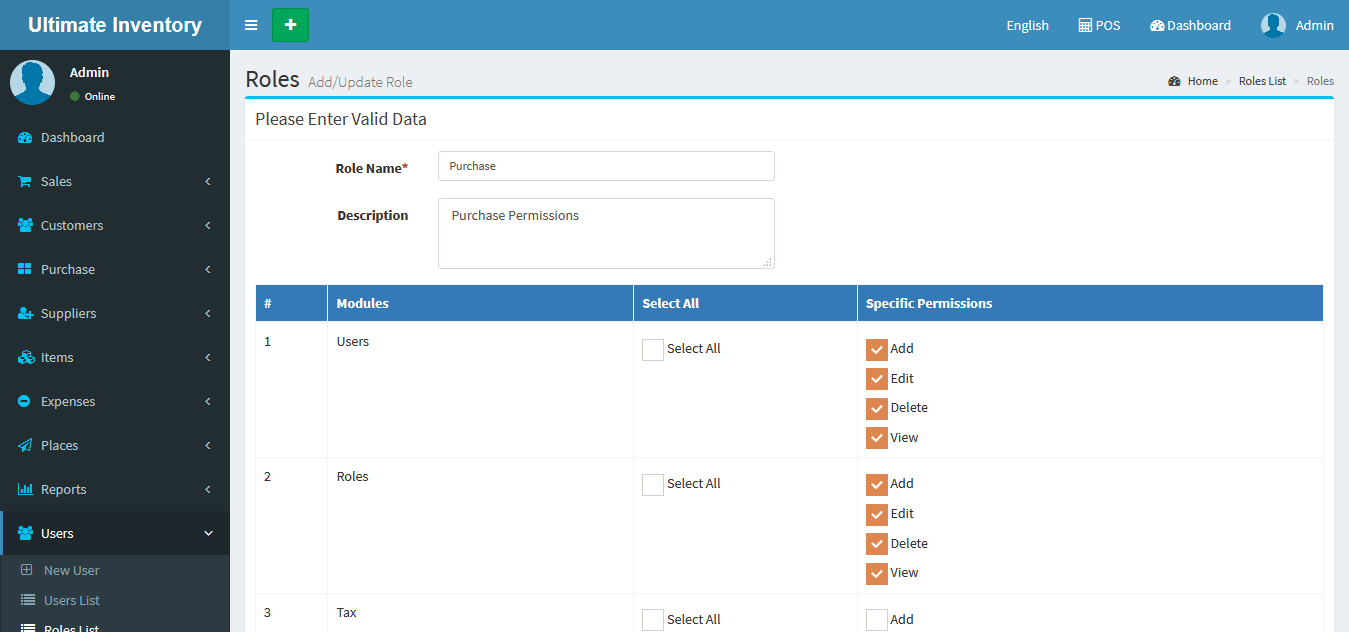 Ultimate Inventory
English POS Dashboard Admin
Admin
Online
Dashboard
Sales
Customers
Purchase
Suppliers
Items
Expenses
Places
Reports
Users
New User
Users List
Roles List
Roles Add/Update Role
Home > Roles List > Roles
Please Enter Valid Data
Role Name* Purchase
Description Purchase Permissions
# Modules Select All Specific Permissions
1 Users Select All Add
Edit
Delete
View
2 Roles Select All Add
Edit
Delete
View
3 Tax Select All Add